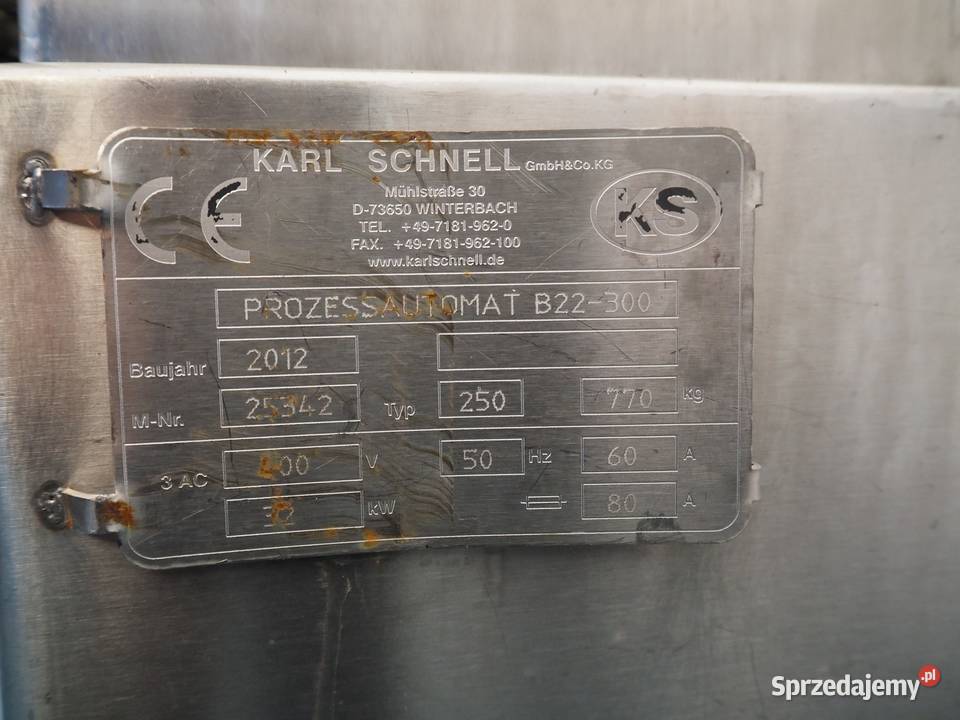 KARL SCHNELL GmbH&Co.KG
Mühlstraße 30
D-73650 WINTERBACH
TEL. +49-7181-962-0
FAX. +49-7181-962-100
www.karlschnell.de
CE
KS
PROZESSAUTOMAT B22-300
Baujahr 2012
M-Nr. 25342 Typ 250 770 kg
3 AC 400 V 50 Hz 60 A
32 kW 80 A
Sprzedajemy.pl